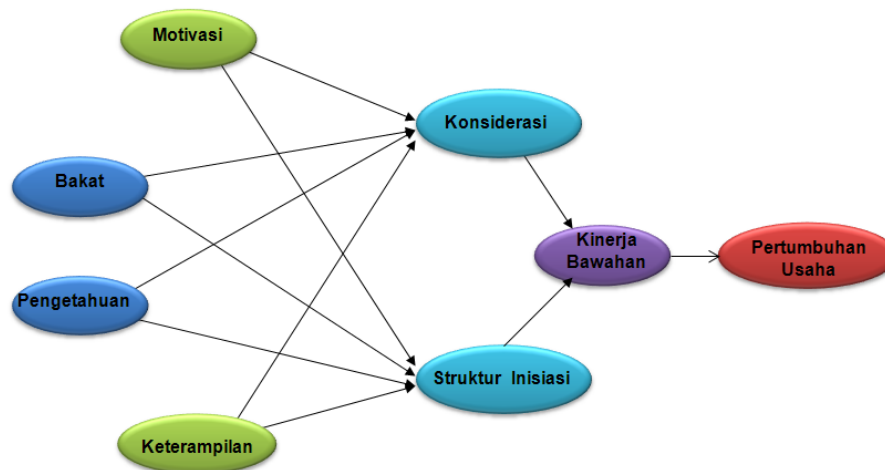 Motivasi
Konsiderasi
Bakat
Kinerja
Bawahan
Pertumbuhan
Usaha
Pengetahuan
Struktur Inisiasi
Keterampilan